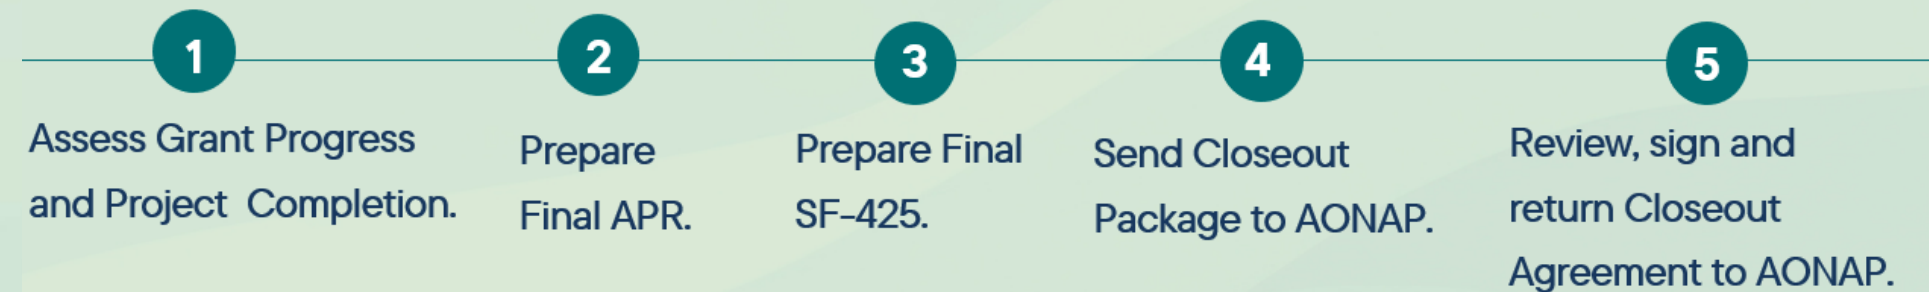 1
Assess Grant Progress
and Project  Completion.
2
Prepare
Final APR.
3
Prepare Final
SF-425.
4
Send Closeout
Package to AONAP.
5
Review, sign and
return Closeout
Agreement to AONAP.